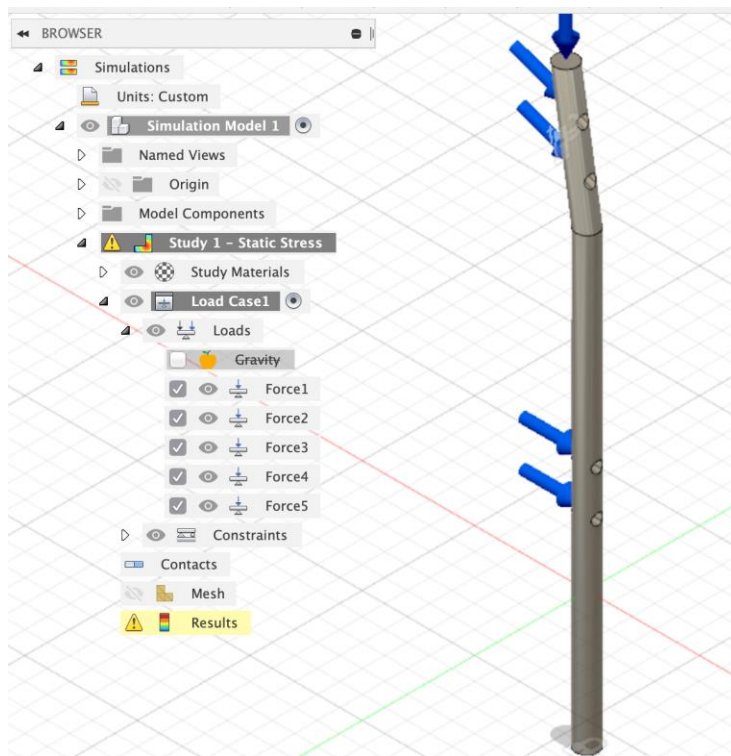 BROWSER
Simulations
Units: Custom
Simulation Model 1
Named Views
Origin
Model Components
Study 1 - Static Stress
Study Materials
Load Case1
Loads
Gravity
Force1
Force2
Force3
Force4
Force5
Constraints
Contacts
Mesh
Results